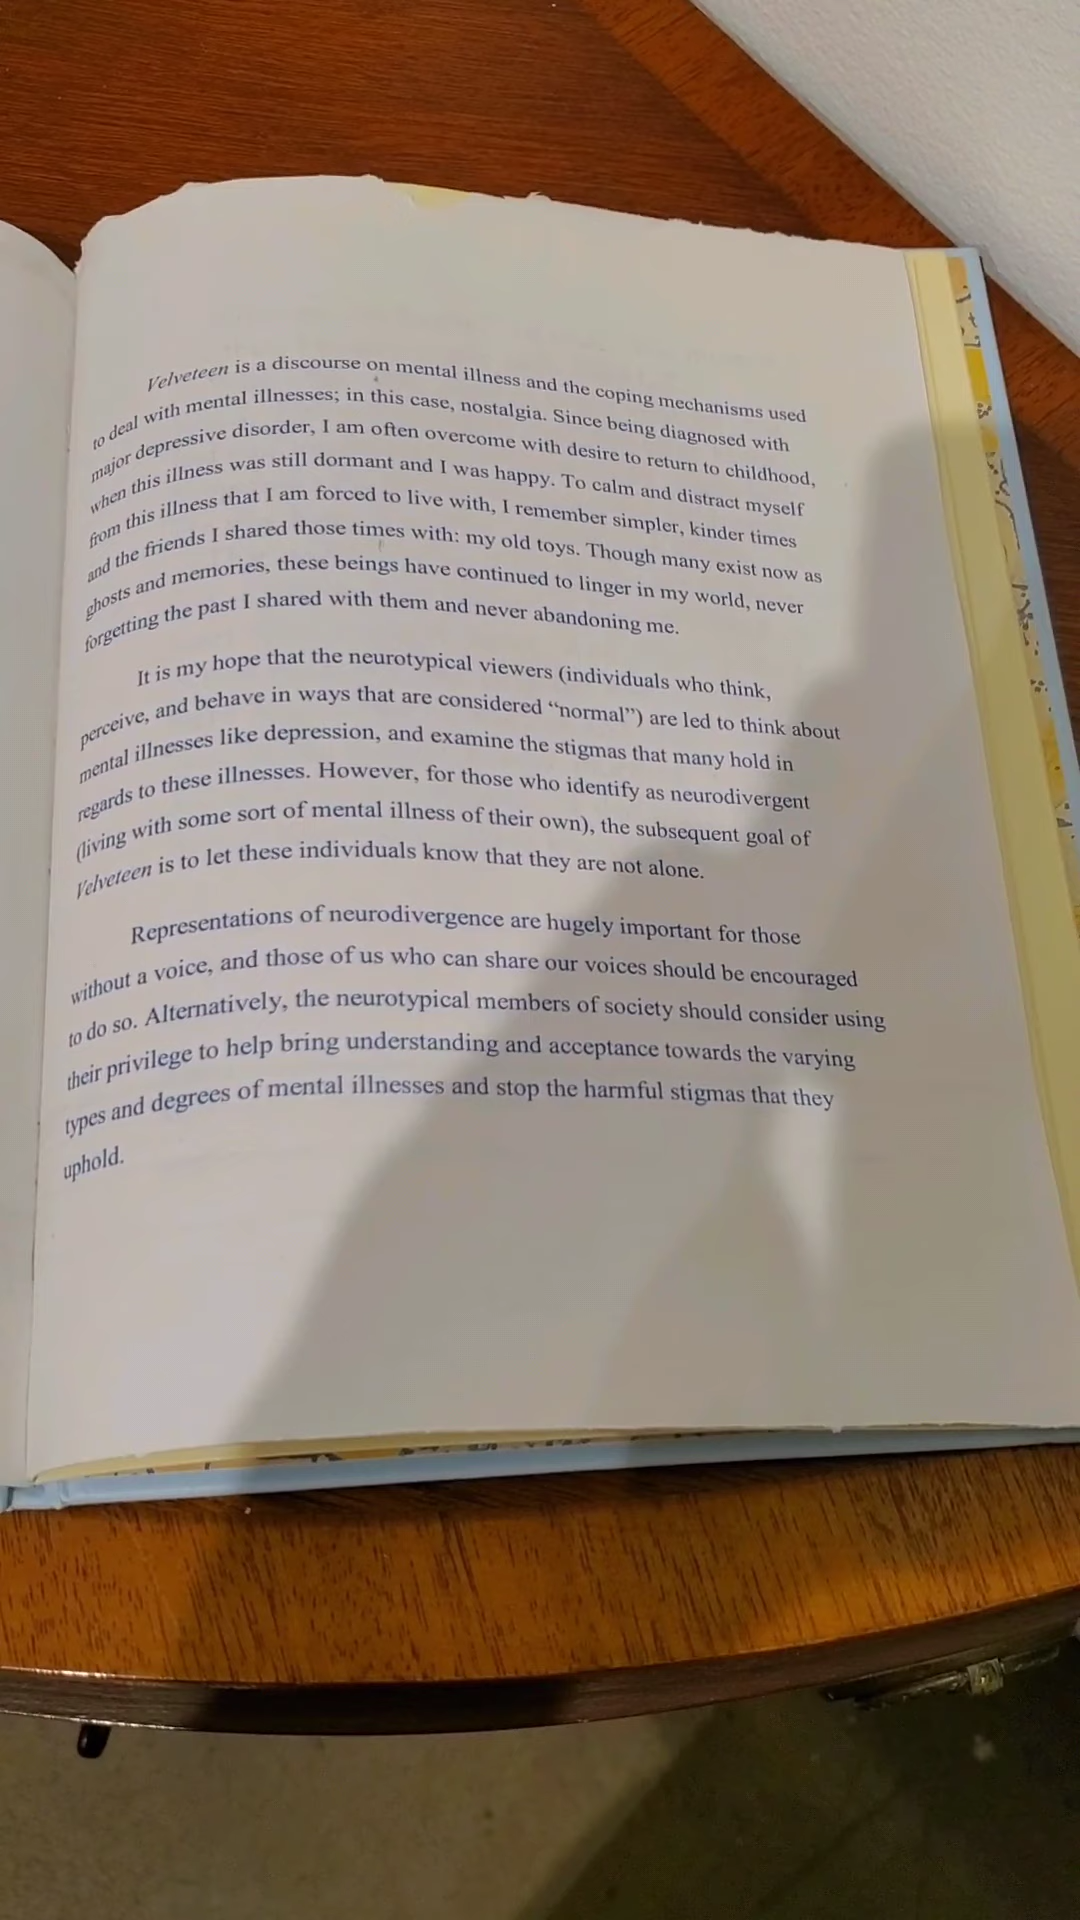 Velveteen is a discourse on mental illness and the coping mechanisms used
to deal with mental illnesses; in this case, nostalgia. Since being diagnosed with
major depressive disorder, I am often overcome with desire to return to childhood,
when this illness was still dormant and I was happy. To calm and distract myself
from this illness that I am forced to live with, I remember simpler, kinder times
and the friends I shared those times with: my old toys. Though many exist now as
ghosts and memories, these beings have continued to linger in my world, never
forgetting the past I shared with them and never abandoning me.
It is my hope that the neurotypical viewers (individuals who think,
perceive, and behave in ways that are considered “normal”) are led to think about
mental illnesses like depression, and examine the stigmas that many hold in
regards to these illnesses. However, for those who identify as neurodivergent
(living with some sort of mental illness of their own), the subsequent goal of
Velveteen is to let these individuals know that they are not alone.
Representations of neurodivergence are hugely important for those
without a voice, and those of us who can share our voices should be encouraged
to do so. Alternatively, the neurotypical members of society should consider using
their privilege to help bring understanding and acceptance towards the varying
types and degrees of mental illnesses and stop the harmful stigmas that they
uphold.